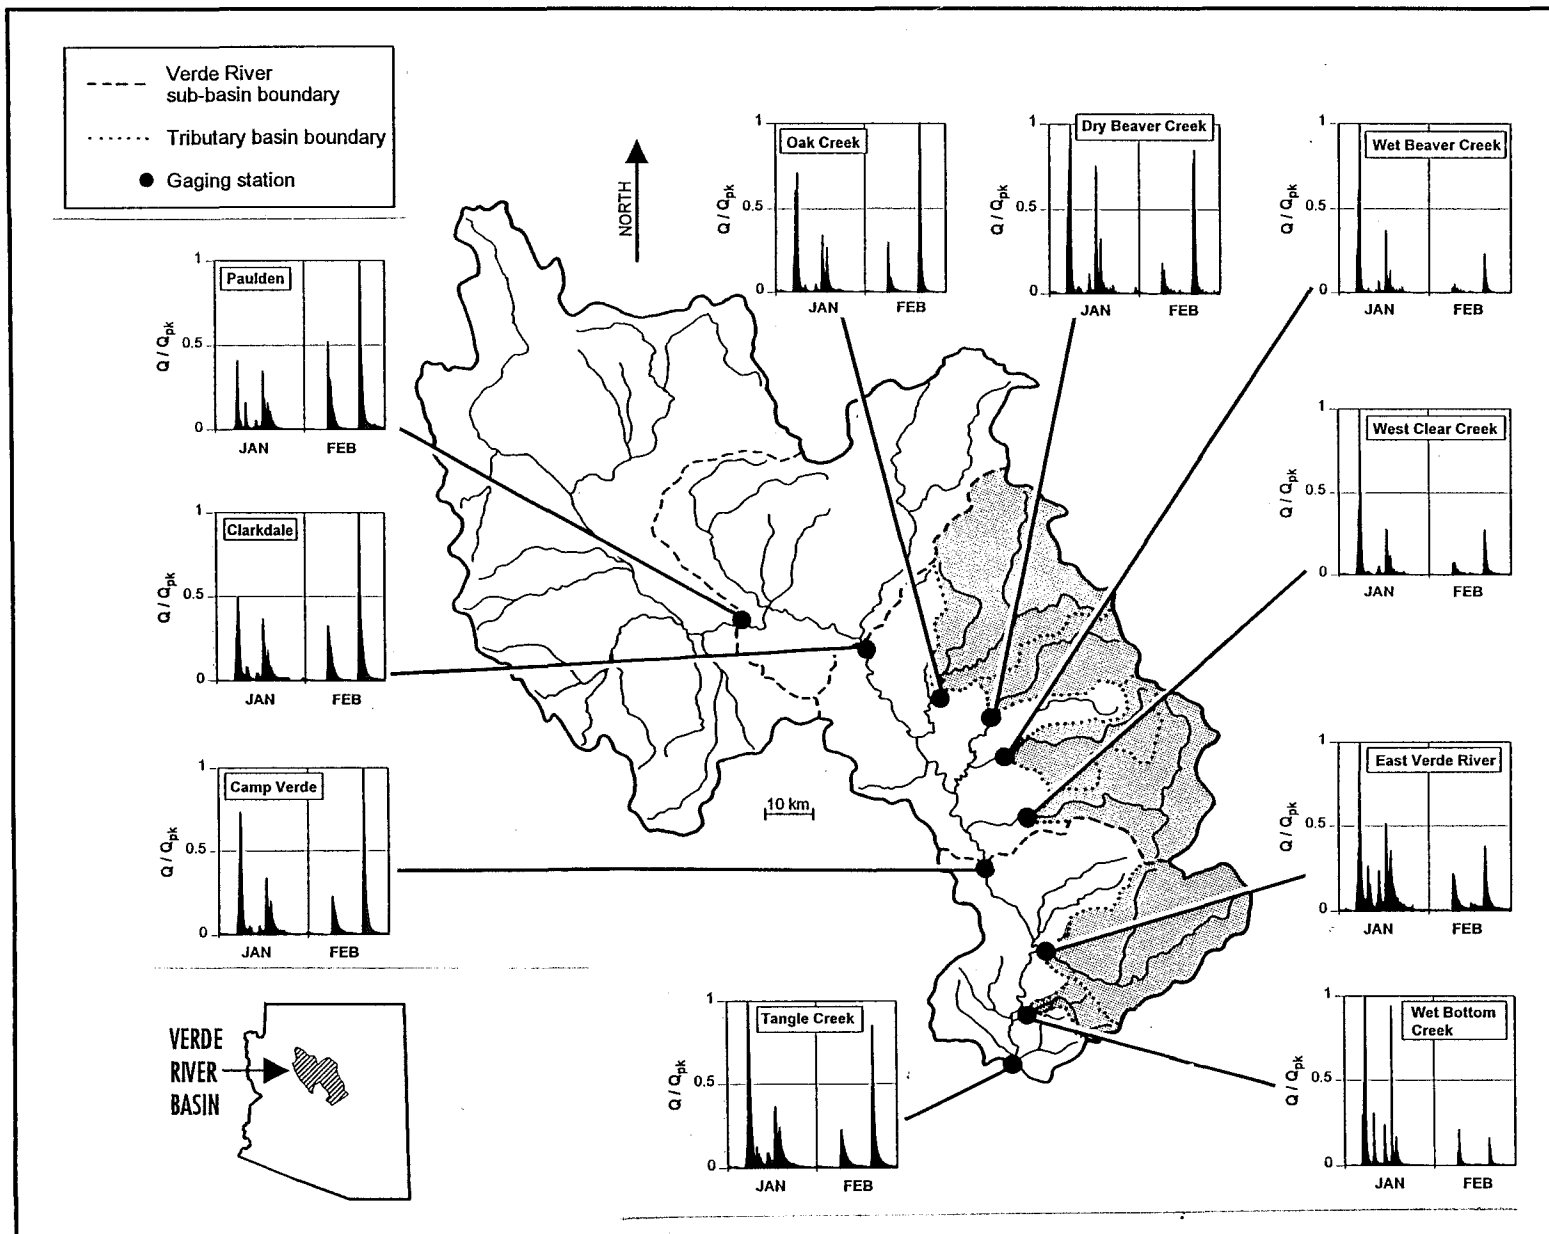 Verde River
sub-basin boundary
Tributary basin boundary
Gaging station
NORTH
Oak Creek
1
0.5
0
Q / Qpk
JAN FEB
Dry Beaver Creek
1
0.5
0
Q / Qpk
JAN FEB
Wet Beaver Creek
1
0.5
0
Q / Qpk
JAN FEB
Paulden
1
0.5
0
Q / Qpk
JAN FEB
West Clear Creek
1
0.5
0
Q / Qpk
JAN FEB
Clarkdale
1
0.5
0
Q / Qpk
JAN FEB
East Verde River
1
0.5
0
Q / Qpk
JAN FEB
Camp Verde
1
0.5
0
Q / Qpk
JAN FEB
10 km
Tangle Creek
1
0.5
0
Q / Qpk
JAN FEB
Wet Bottom
Creek
1
0.5
0
Q / Qpk
JAN FEB
VERDE
RIVER
BASIN